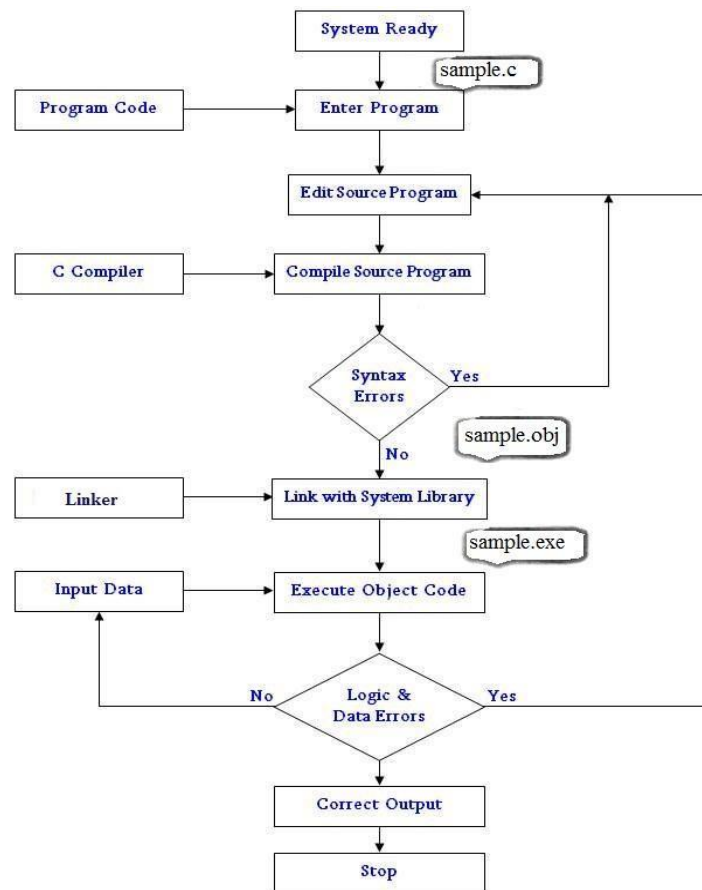 System Ready
sample.c
Program Code
Enter Program
Edit Source Program
C Compiler
Compile Source Program
Syntax
Errors
Yes
No
sample.obj
Linker
Link with System Library
sample.exe
Input Data
Execute Object Code
No
Logic &
Data Errors
Yes
Correct Output
Stop